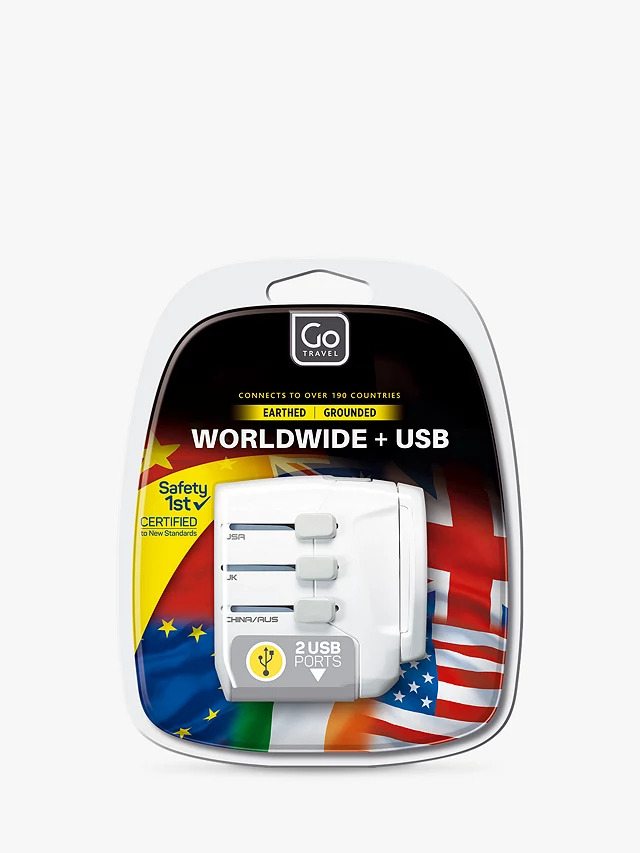 Go
TRAVEL
CONNECTS TO OVER 190 COUNTRIES
EARTHED | GROUNDED
WORLDWIDE + USB
Safety
1st
CERTIFIED
to New Standards
USA
UK
CHINA/AUS
2 USB
PORTS